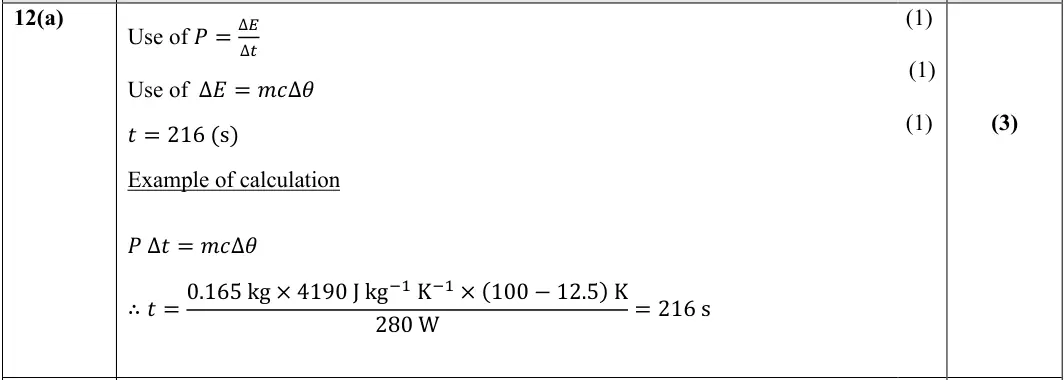 12(a)
Use of 𝑃 = Δ𝐸/Δ𝑡 (1)
(1)
Use of Δ𝐸 = 𝑚𝑐Δ𝜃
𝑡 = 216 (s) (1) (3)
Example of calculation
𝑃 Δ𝑡 = 𝑚𝑐Δ𝜃
∴ 𝑡 = 0.165 kg × 4190 J kg⁻¹ K⁻¹ × (100 − 12.5) K / 280 W = 216 s